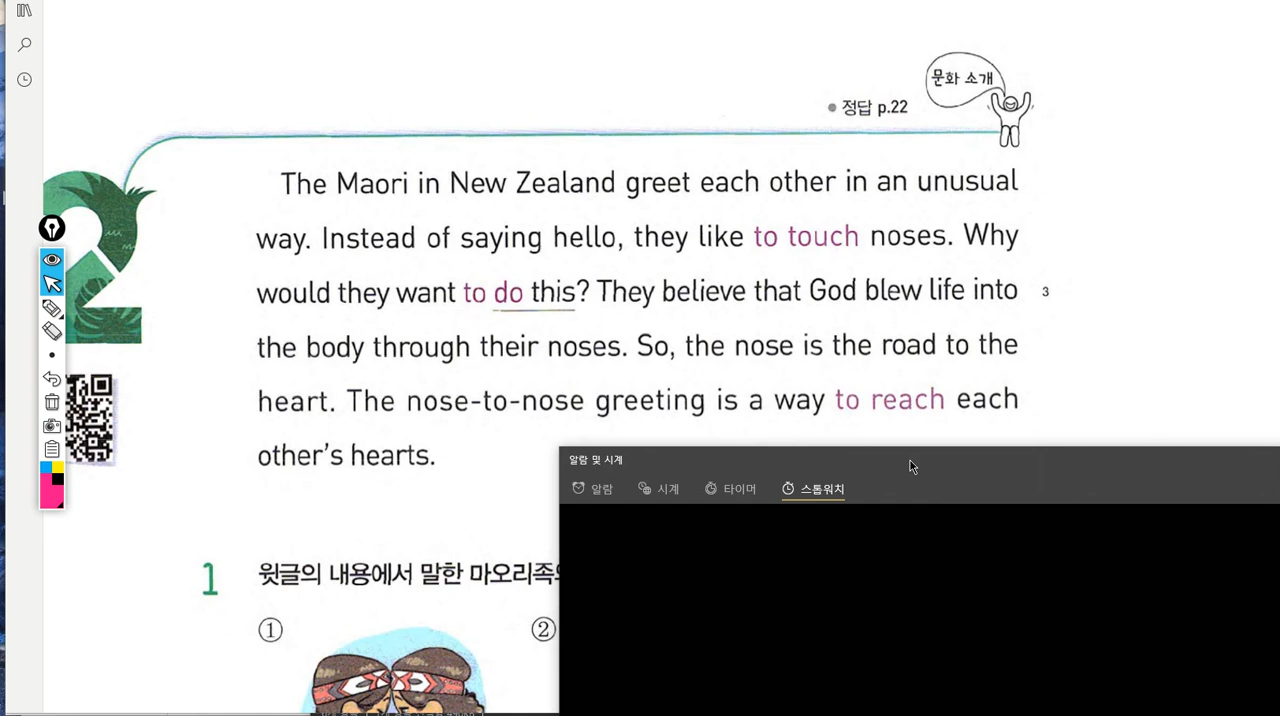 문화 소개
정답 p.22
2
The Maori in New Zealand greet each other in an unusual
way. Instead of saying hello, they like to touch noses. Why
would they want to do this? They believe that God blew life into
3
the body through their noses. So, the nose is the road to the
heart. The nose-to-nose greeting is a way to reach each
other's hearts.
알람 및 시계
알람 시계 타이머 스톱워치
1 윗글의 내용에서 말한 마오리족
① ②